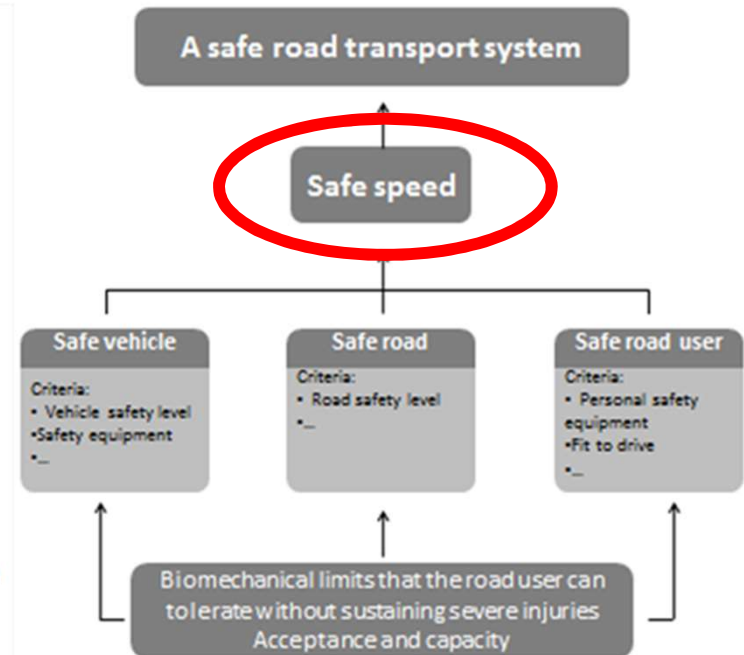 A safe road transport system
Safe speed
Safe vehicle
Criteria:
• Vehicle safety level
•Safety equipment
•...
Safe road
Criteria:
• Road safety level
•...
Safe road user
Criteria:
• Personal safety
equipment
•Fit to drive
•...
Biomechanical limits that the road user can
tolerate without sustaining severe injuries
Acceptance and capacity